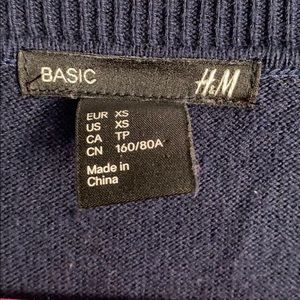 BASIC H&M
EUR XS
US XS
CA TP
CN 160/80A
Made in
China